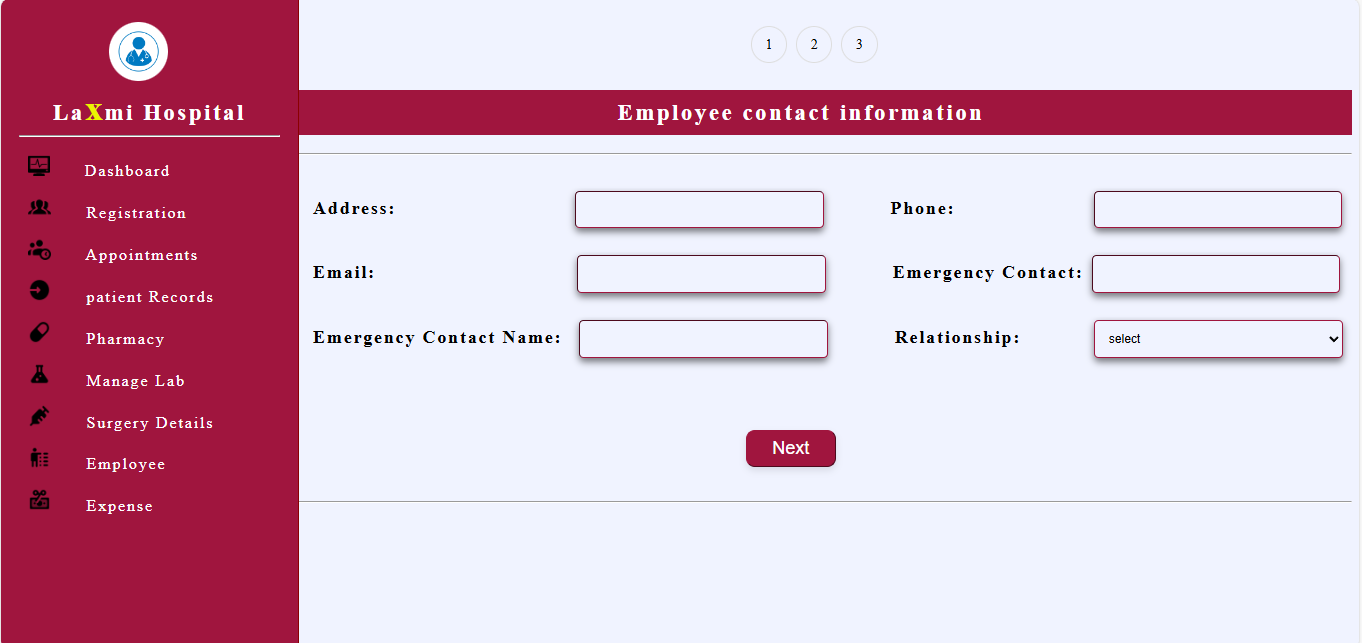 LaXmi Hospital
Dashboard
Registration
Appointments
patient Records
Pharmacy
Manage Lab
Surgery Details
Employee
Expense
1 2 3
Employee contact information
Address: Phone:
Email: Emergency Contact:
Emergency Contact Name: Relationship: select
Next